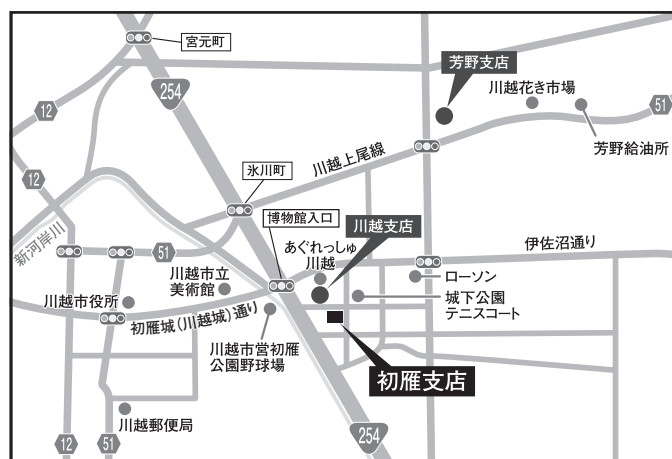 宮元町
254
芳野支店
川越花き市場
51
芳野給油所
12
12
氷川町
川越上尾線
新河岸川
51
博物館入口
川越支店
あぐれっしゅ
川越
伊佐沼通り
川越市立
美術館
ローソン
川越市役所
城下公園
テニスコート
初雁城(川越城)通り
川越市営初雁
公園野球場
初雁支店
川越郵便局
12
51
254